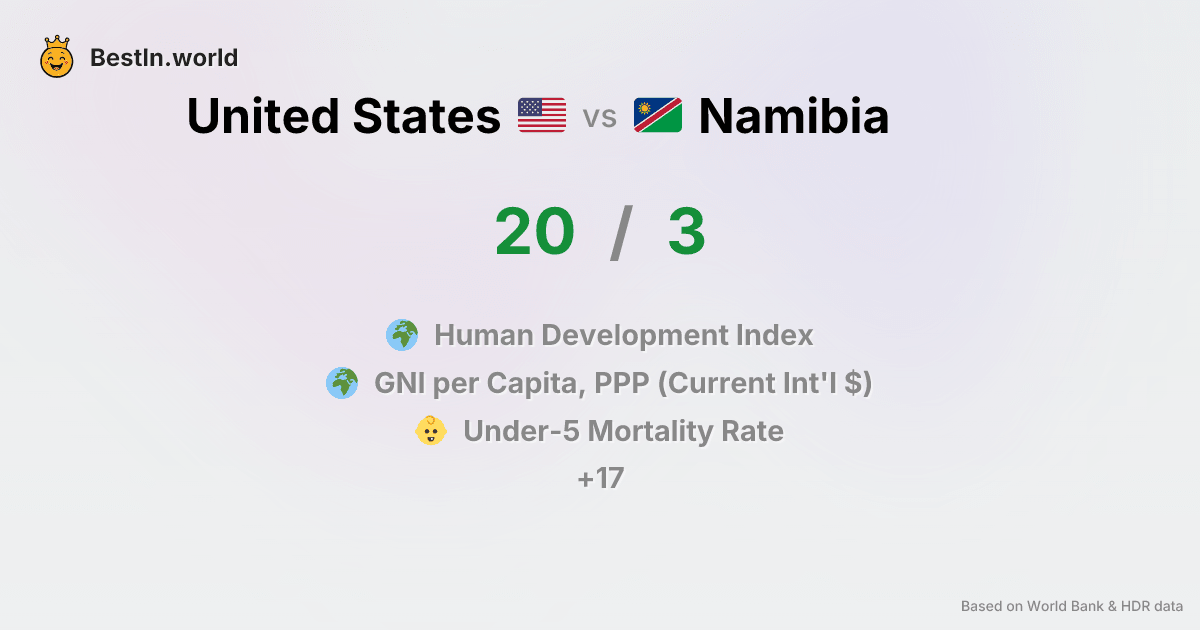 BestIn.world
United States vs Namibia
20 / 3
Human Development Index
GNI per Capita, PPP (Current Int'l $)
Under-5 Mortality Rate
+17
Based on World Bank & HDR data